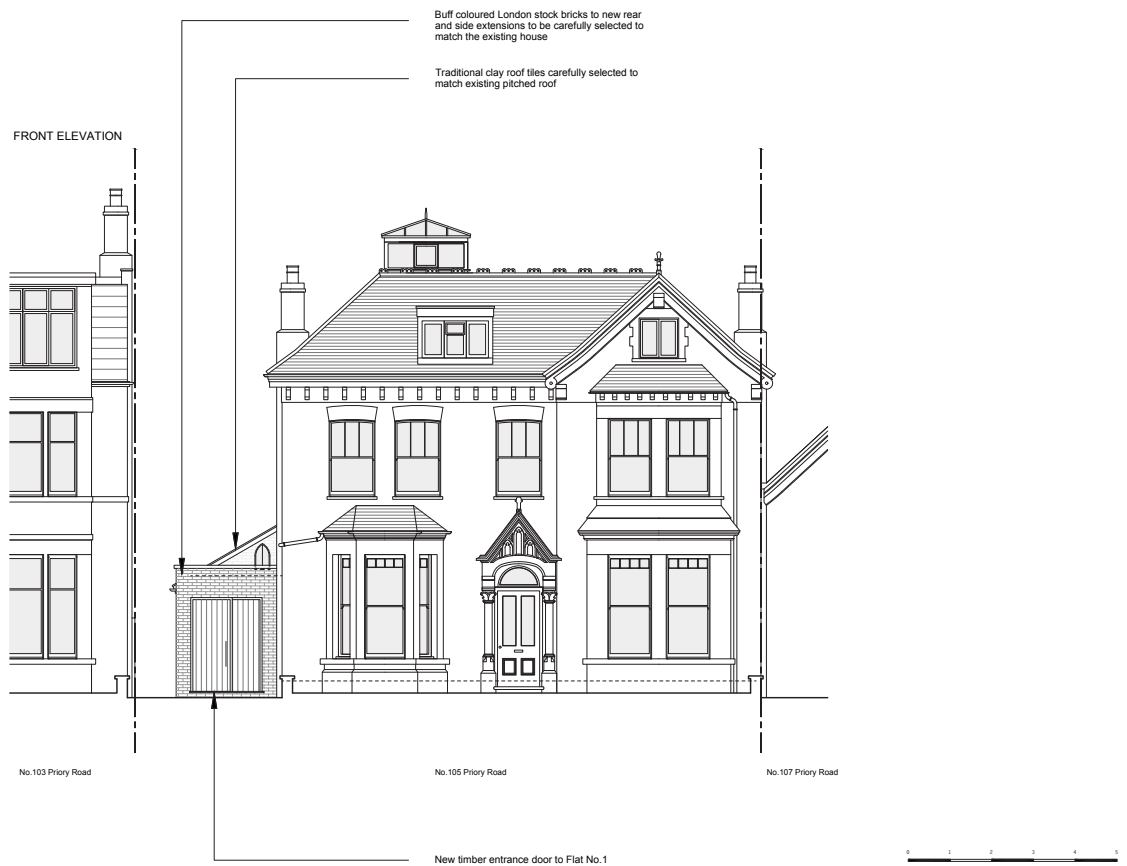 Buff coloured London stock bricks to new rear
and side extensions to be carefully selected to
match the existing house
Traditional clay roof tiles carefully selected to
match existing pitched roof
FRONT ELEVATION
No.103 Priory Road
No.105 Priory Road
No.107 Priory Road
New timber entrance door to Flat No.1
0 1 2 3 4 5